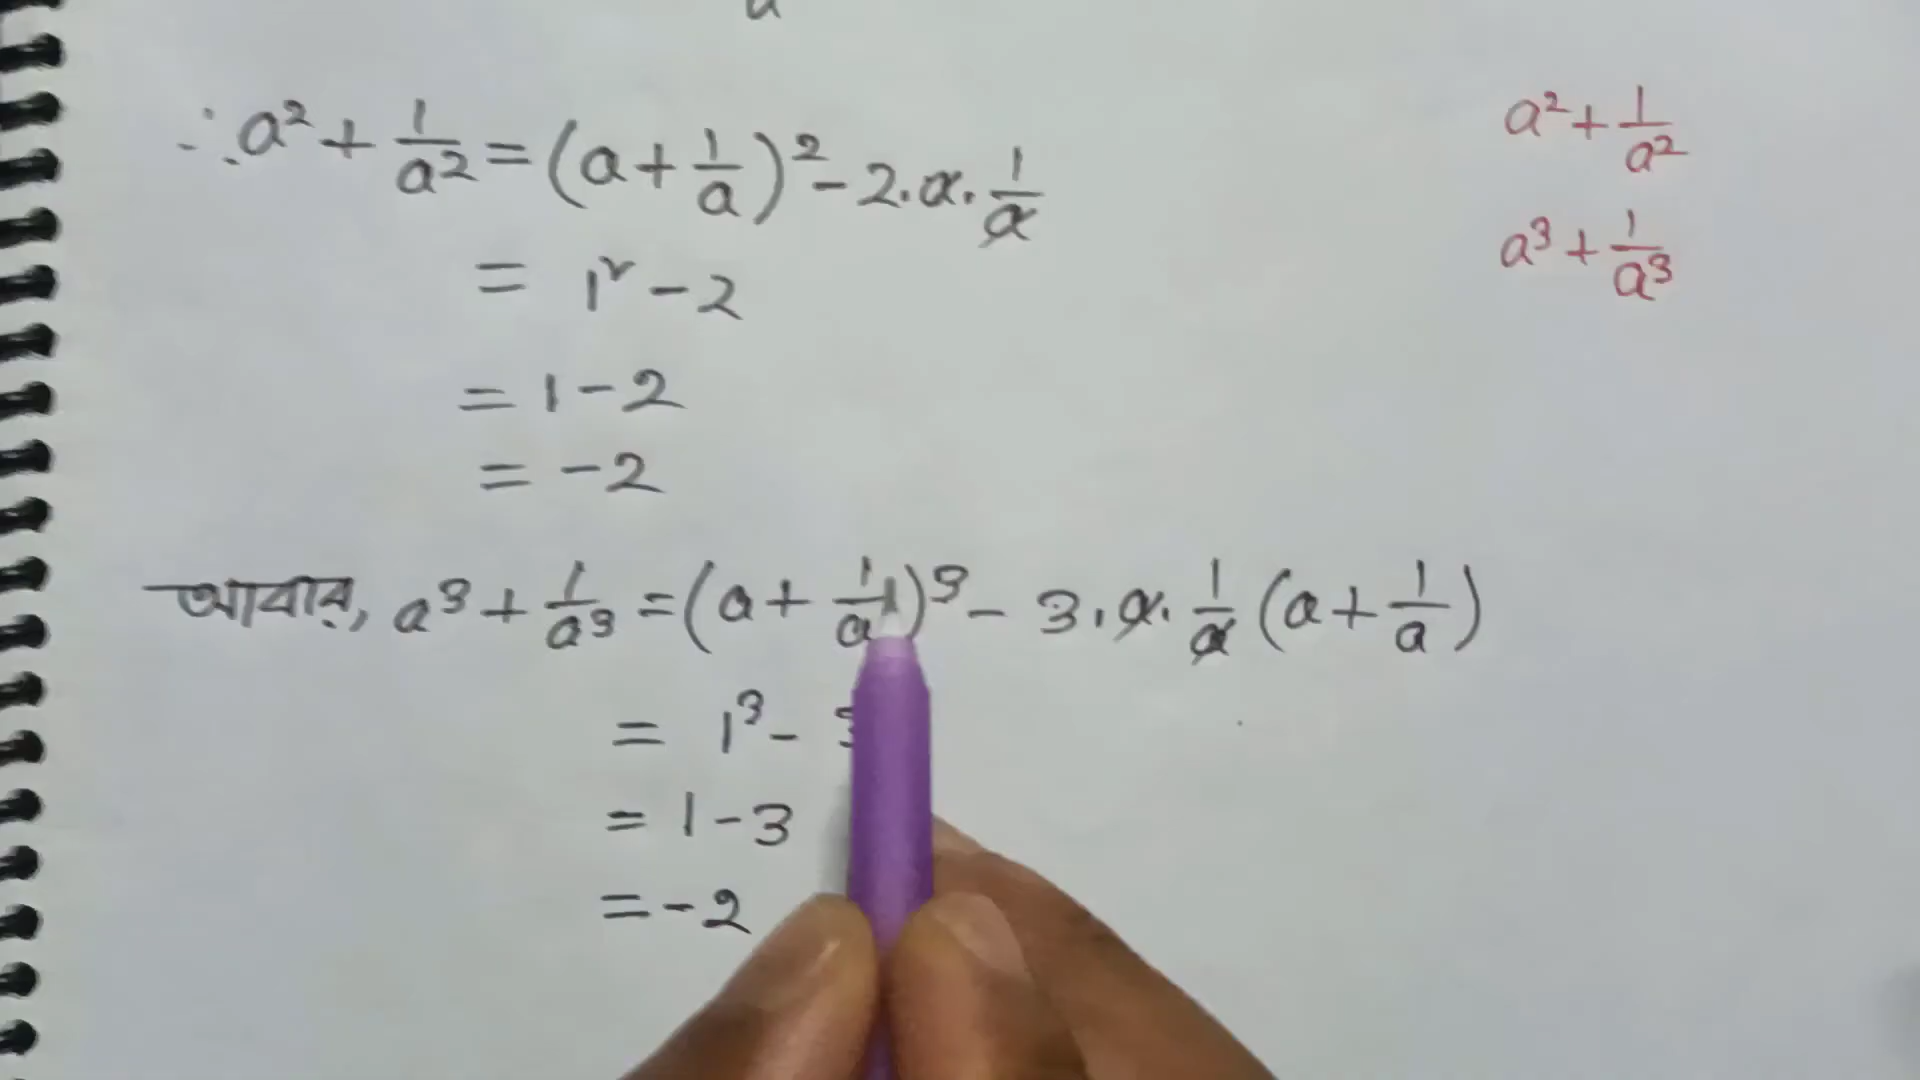 ∴ a² + 1/a² = (a + 1/a)² - 2.a.1/a
= 1² - 2
= 1 - 2
= -2
আবার, a³ + 1/a³ = (a + 1/a)³ - 3.a.1/a (a + 1/a)
= 1³ -
= 1 - 3
= -2
a² + 1/a²
a³ + 1/a³